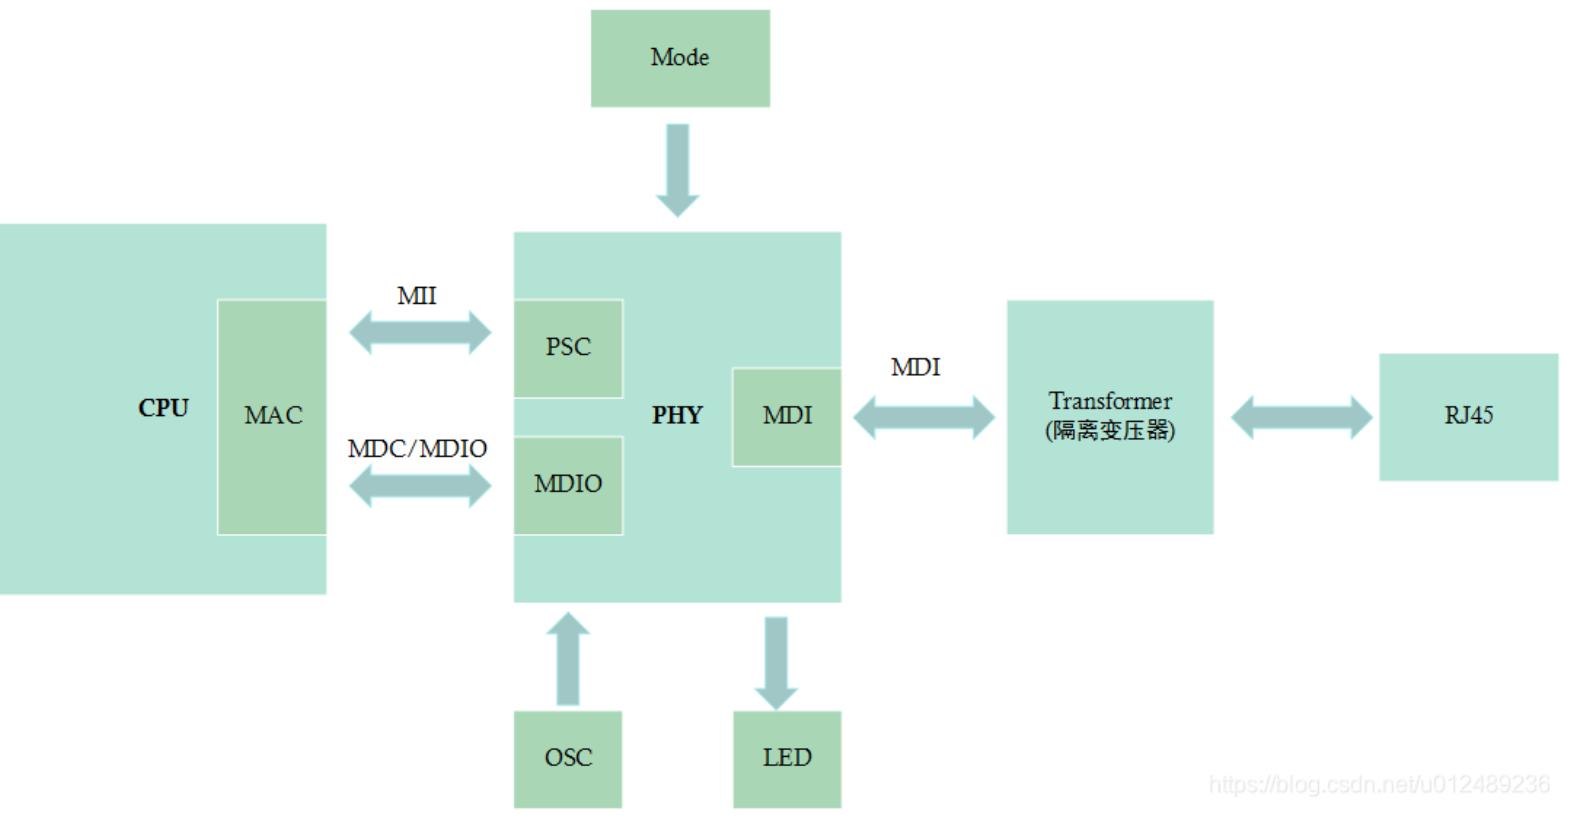 Mode
MII
PSC
MDI
CPU
MAC
PHY
MDI
Transformer
(隔离变压器)
RJ45
MDC/MDIO
MDIO
OSC
LED
https://blog.csdn.net/u012489236